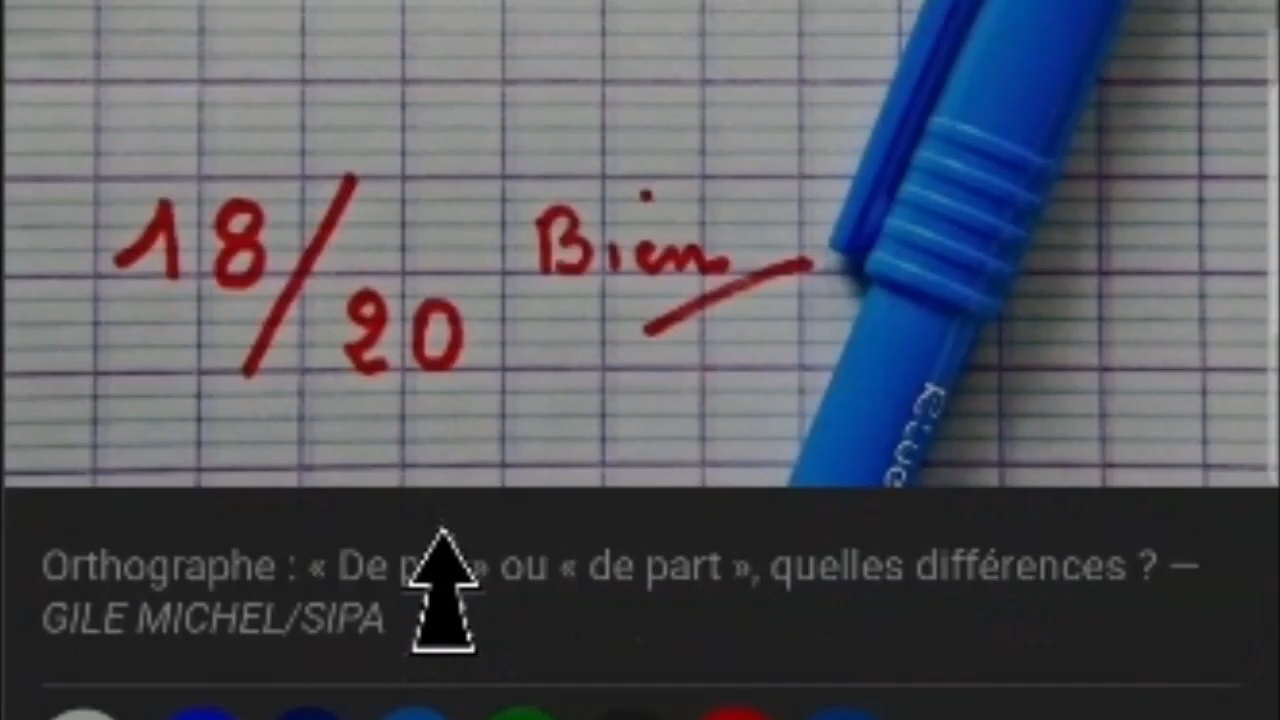 18/20 Bien
Orthographe : « De » ou « de part », quelles différences ? —
GILE MICHEL/SIPA